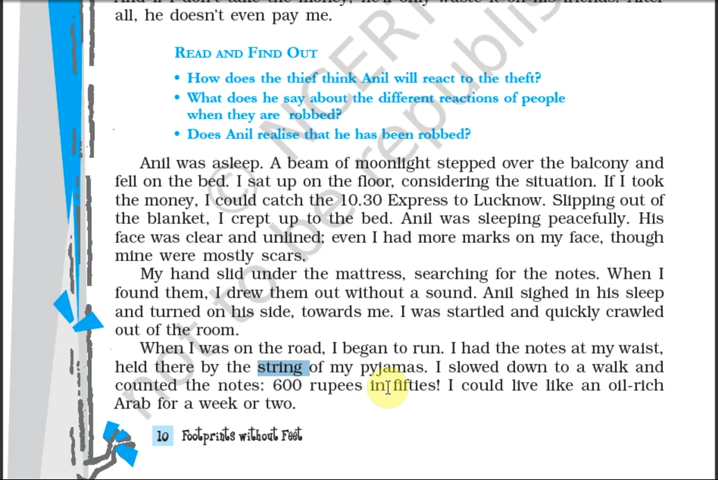 all, he doesn't even pay me.
READ AND FIND OUT
• How does the thief think Anil will react to the theft?
• What does he say about the different reactions of people
when they are robbed?
• Does Anil realise that he has been robbed?
Anil was asleep. A beam of moonlight stepped over the balcony and
fell on the bed. I sat up on the floor, considering the situation. If I took
the money, I could catch the 10.30 Express to Lucknow. Slipping out of
the blanket, I crept up to the bed. Anil was sleeping peacefully. His
face was clear and unlined; even I had more marks on my face, though
mine were mostly scars.
My hand slid under the mattress, searching for the notes. When I
found them, I drew them out without a sound. Anil sighed in his sleep
and turned on his side, towards me. I was startled and quickly crawled
out of the room.
When I was on the road, I began to run. I had the notes at my waist,
held there by the string of my pyjamas. I slowed down to a walk and
counted the notes: 600 rupees in fifties! I could live like an oil-rich
Arab for a week or two.
10 Footprints without Feet
© NCERT
not to be republis